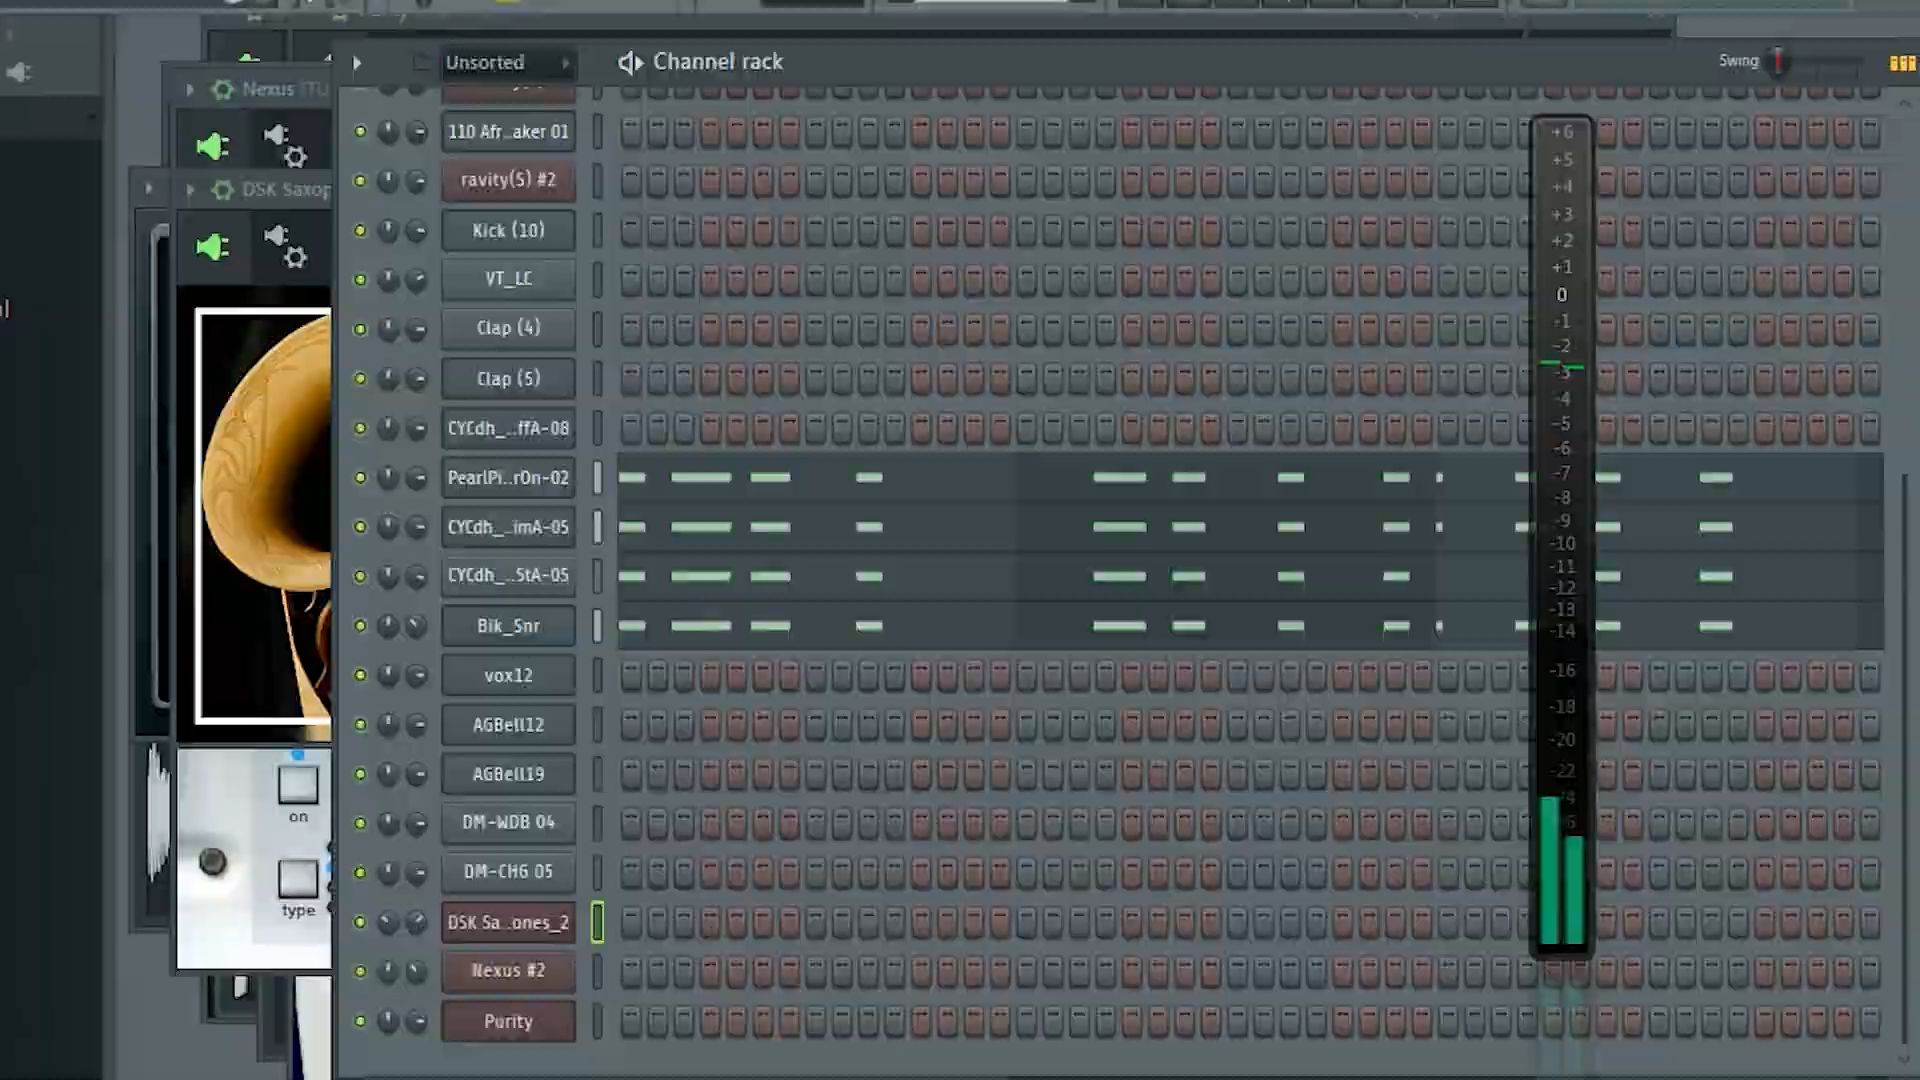 Unsorted
Channel rack
Swing
Nexus
DSK Saxop
on
type
110 Afr…aker 01
ravity(S) #2
Kick (10)
VT_LC
Clap (4)
Clap (5)
CYCdh_…ffA-08
PearlPi…rOn-02
CYCdh_…imA-05
CYCdh_…StA-05
Bik_Snr
vox12
AGBell12
AGBell19
DM-WDB 04
DM-CH6 05
DSK Sa…ones_2
Nexus #2
Purity
+6
+5
+4
+3
+2
+1
0
-1
-2
-3
-4
-5
-6
-7
-8
-9
-10
-11
-12
-13
-14
-16
-18
-20
-22